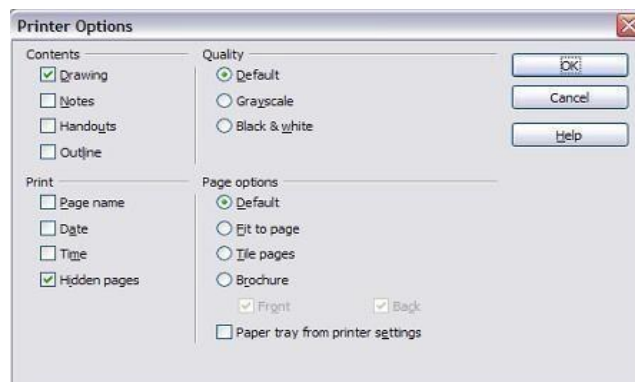 Printer Options
Contents
Drawing
Notes
Handouts
Outline
Quality
Default
Grayscale
Black & white
OK
Cancel
Help
Print
Page name
Date
Time
Hidden pages
Page options
Default
Fit to page
Tile pages
Brochure
Front Back
Paper tray from printer settings